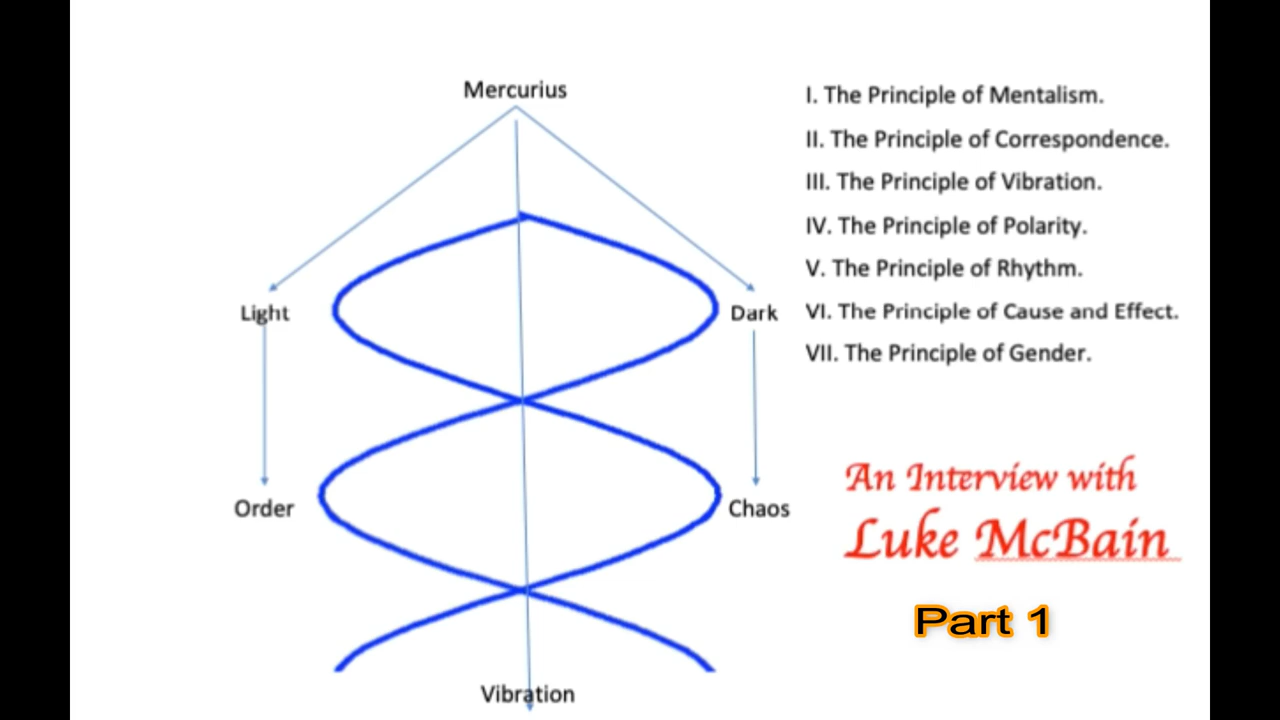 Mercurius
Light
Dark
Order
Chaos
Vibration
I. The Principle of Mentalism.
II. The Principle of Correspondence.
III. The Principle of Vibration.
IV. The Principle of Polarity.
V. The Principle of Rhythm.
VI. The Principle of Cause and Effect.
VII. The Principle of Gender.
An Interview with
Luke McBain
Part 1